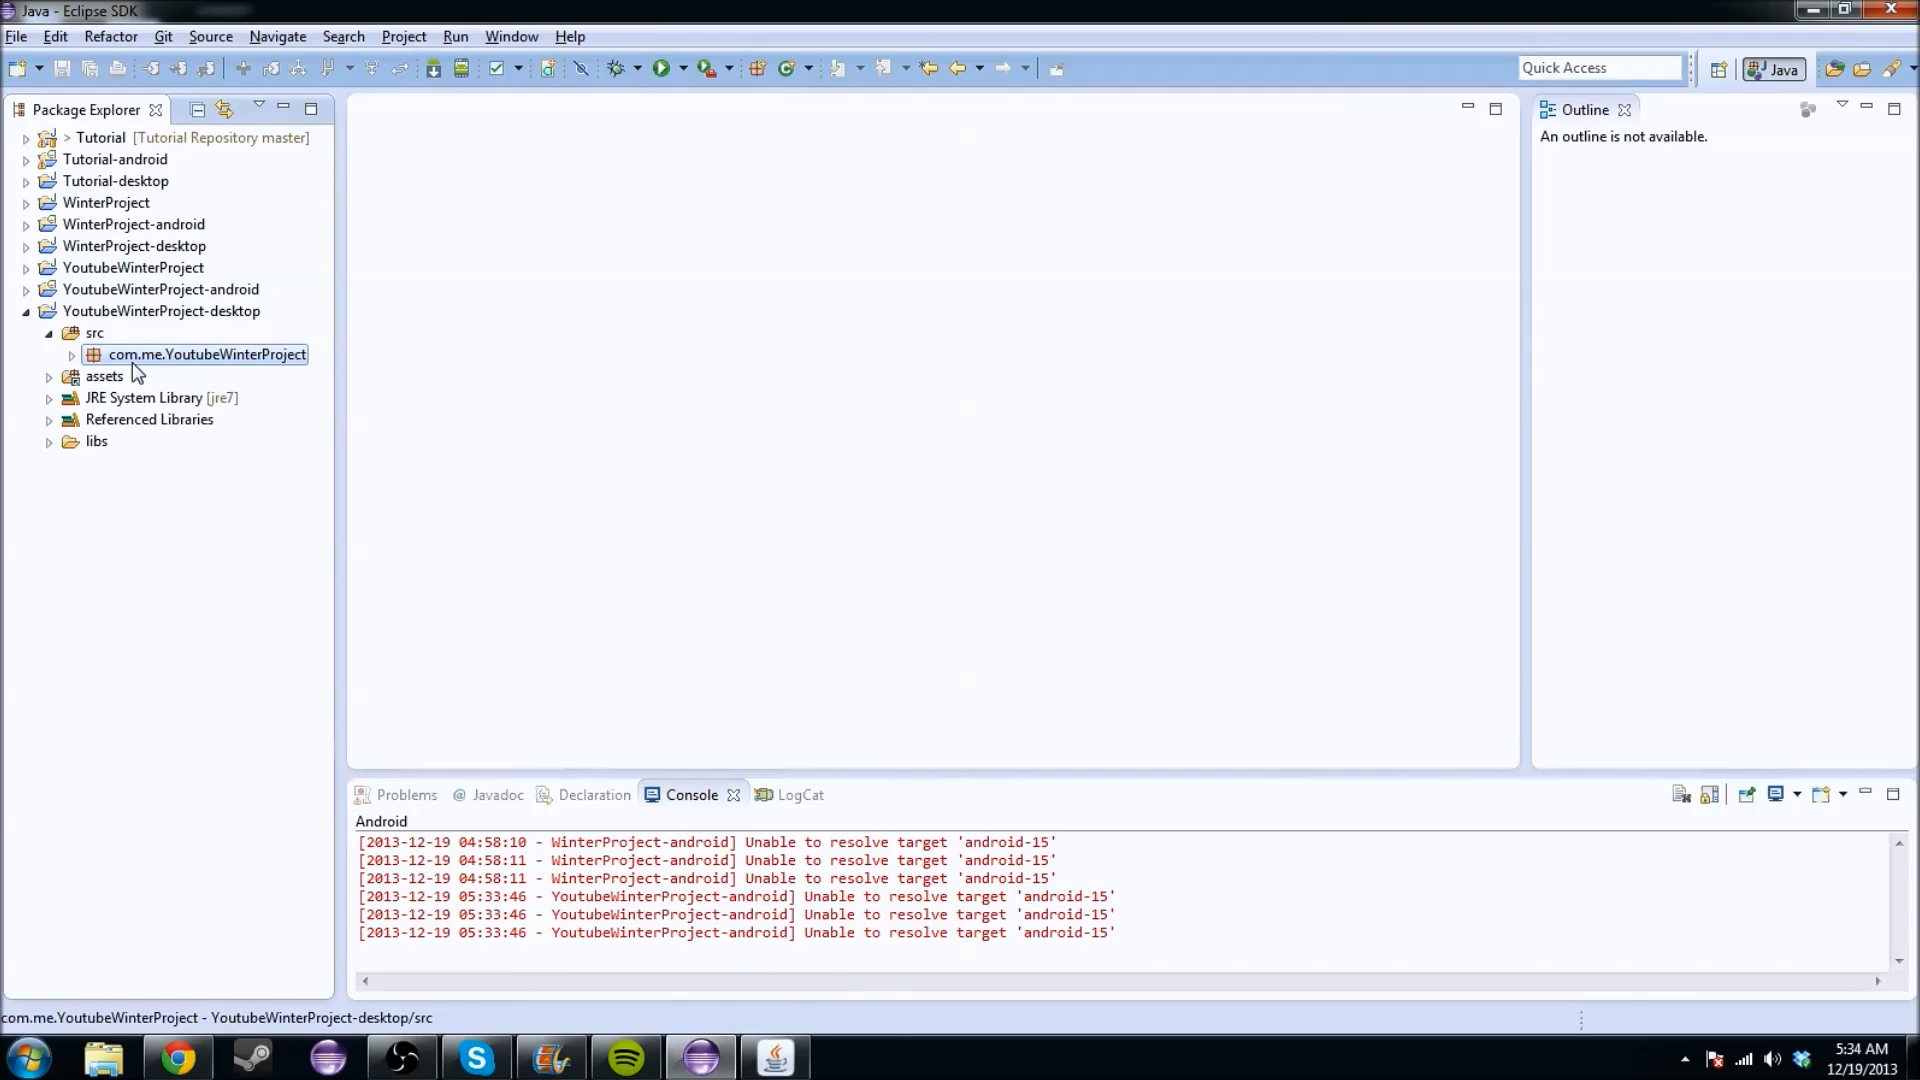 Java - Eclipse SDK
File Edit Refactor Git Source Navigate Search Project Run Window Help
Quick Access
Java
Package Explorer
> Tutorial [Tutorial Repository master]
Tutorial-android
Tutorial-desktop
WinterProject
WinterProject-android
WinterProject-desktop
YoutubeWinterProject
YoutubeWinterProject-android
YoutubeWinterProject-desktop
src
com.me.YoutubeWinterProject
assets
JRE System Library [jre7]
Referenced Libraries
libs
Outline
An outline is not available.
Problems @ Javadoc Declaration Console LogCat
Android
[2013-12-19 04:58:10 - WinterProject-android] Unable to resolve target 'android-15'
[2013-12-19 04:58:11 - WinterProject-android] Unable to resolve target 'android-15'
[2013-12-19 04:58:11 - WinterProject-android] Unable to resolve target 'android-15'
[2013-12-19 05:33:46 - YoutubeWinterProject-android] Unable to resolve target 'android-15'
[2013-12-19 05:33:46 - YoutubeWinterProject-android] Unable to resolve target 'android-15'
[2013-12-19 05:33:46 - YoutubeWinterProject-android] Unable to resolve target 'android-15'
com.me.YoutubeWinterProject - YoutubeWinterProject-desktop/src
5:34 AM
12/19/2013